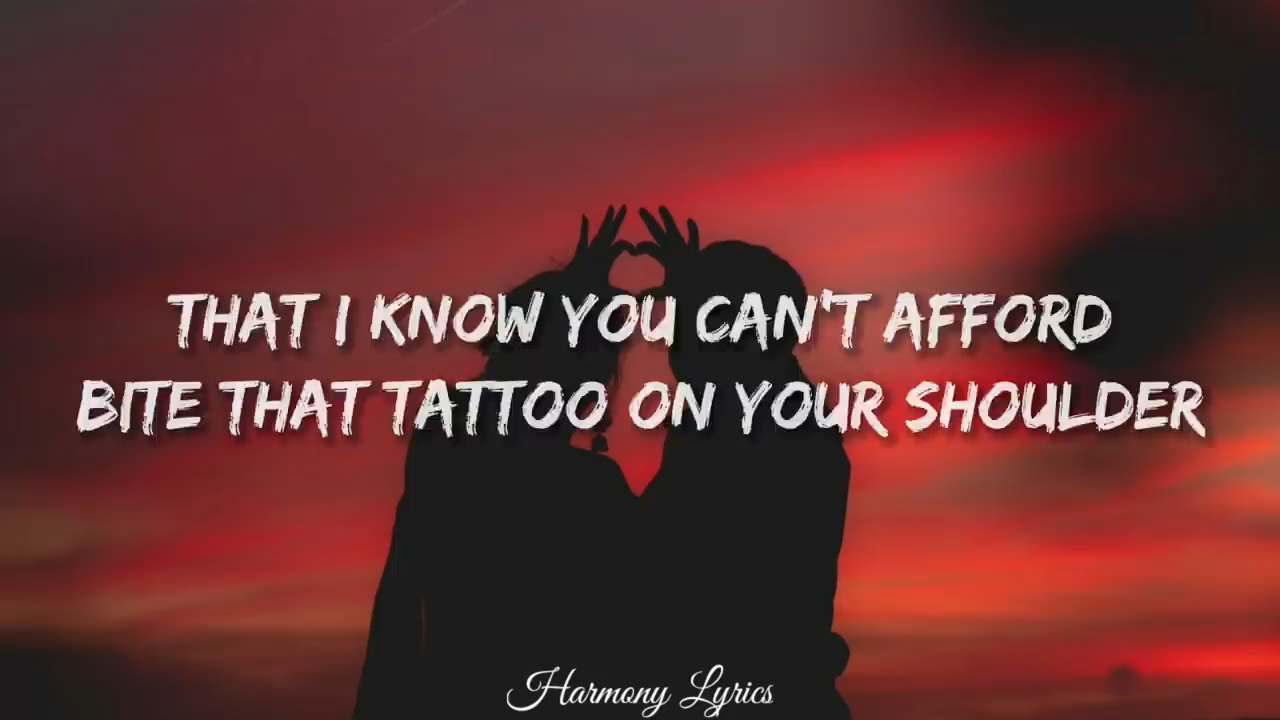 THAT I KNOW YOU CAN'T AFFORD
BITE THAT TATTOO ON YOUR SHOULDER
Harmony Lyrics